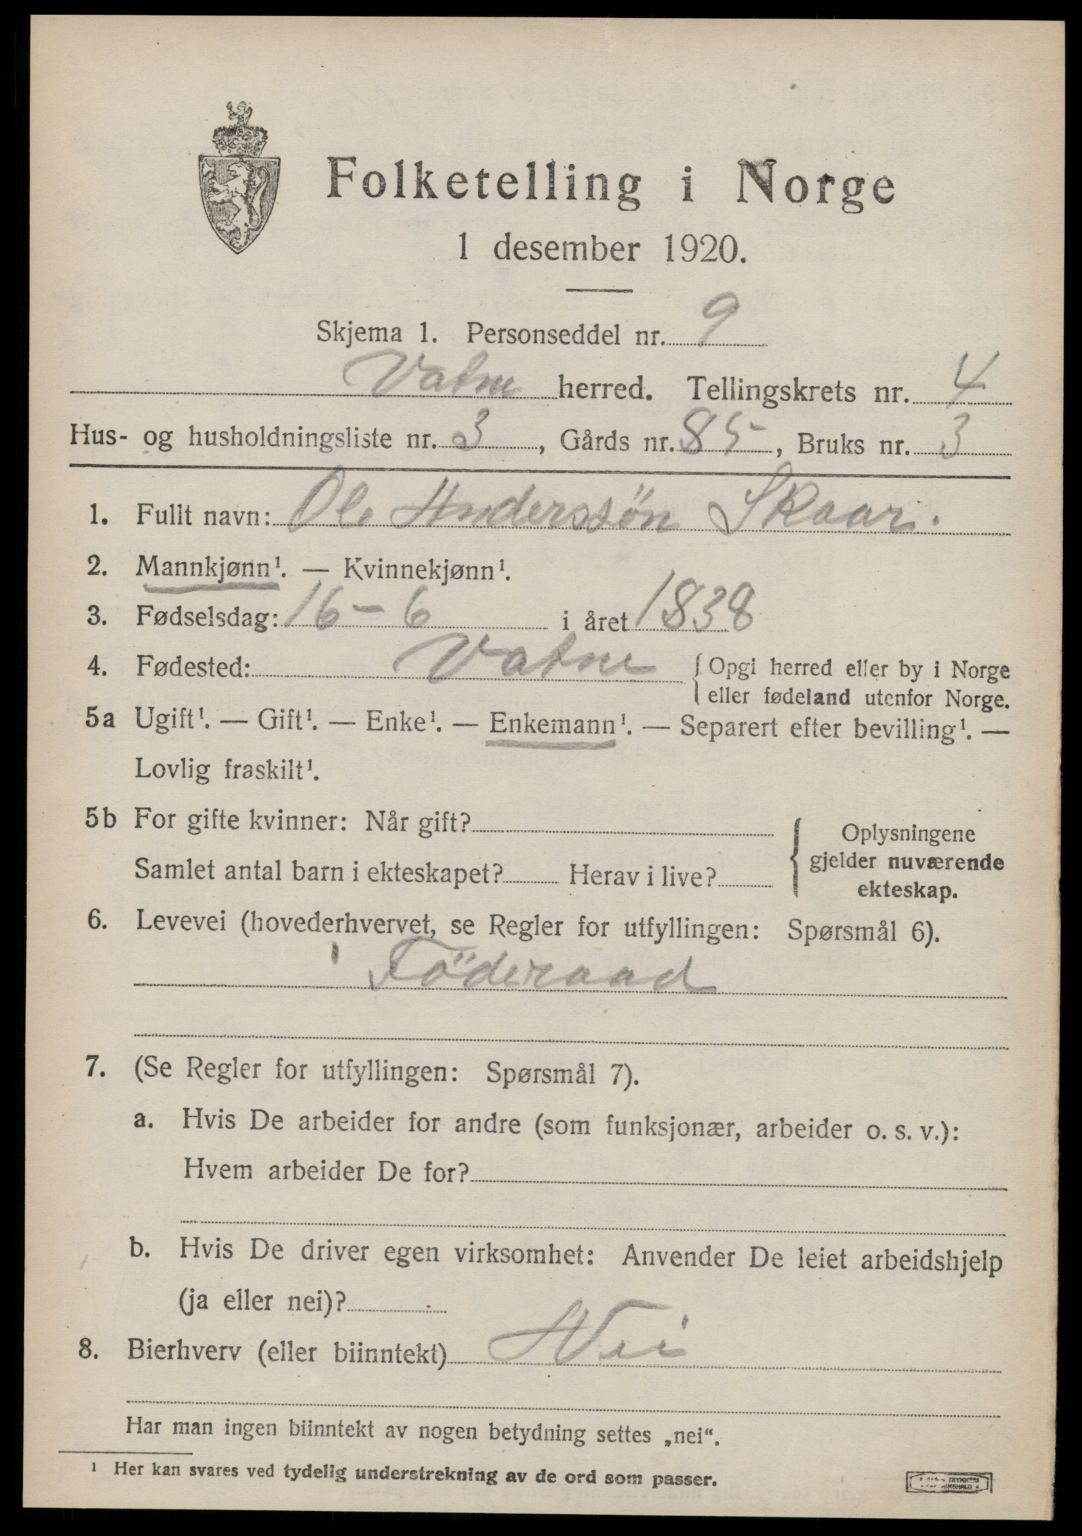 Folketelling i Norge
1 desember 1920.
Skjema 1. Personseddel nr. 9
Vatne herred. Tellingskrets nr. 4
Hus- og husholdningsliste nr. 3, Gårds nr. 85, Bruks nr. 3
1. Fullt navn: Ole Anderssön Skaar.
2. Mannkjønn¹. — Kvinnekjønn¹.
3. Fødselsdag: 16-6 i året 1838
4. Fødested: Vatne { Opgi herred eller by i Norge
eller fødeland utenfor Norge.
5a Ugift¹. — Gift¹. — Enke¹. — Enkemann¹. — Separert efter bevilling¹. —
Lovlig fraskilt¹.
5b For gifte kvinner: Når gift?
Samlet antal barn i ekteskapet? Herav i live?
{ Oplysningene
gjelder nuværende
ekteskap.
6. Levevei (hovederhvervet, se Regler for utfyllingen: Spørsmål 6).
Föderaad
7. (Se Regler for utfyllingen: Spørsmål 7).
a. Hvis De arbeider for andre (som funksjonær, arbeider o. s. v.):
Hvem arbeider De for?
b. Hvis De driver egen virksomhet: Anvender De leiet arbeidshjelp
(ja eller nei)?
8. Bierhverv (eller biinntekt) Nei
Har man ingen biinntekt av nogen betydning settes „nei“.
¹ Her kan svares ved tydelig understrekning av de ord som passer.